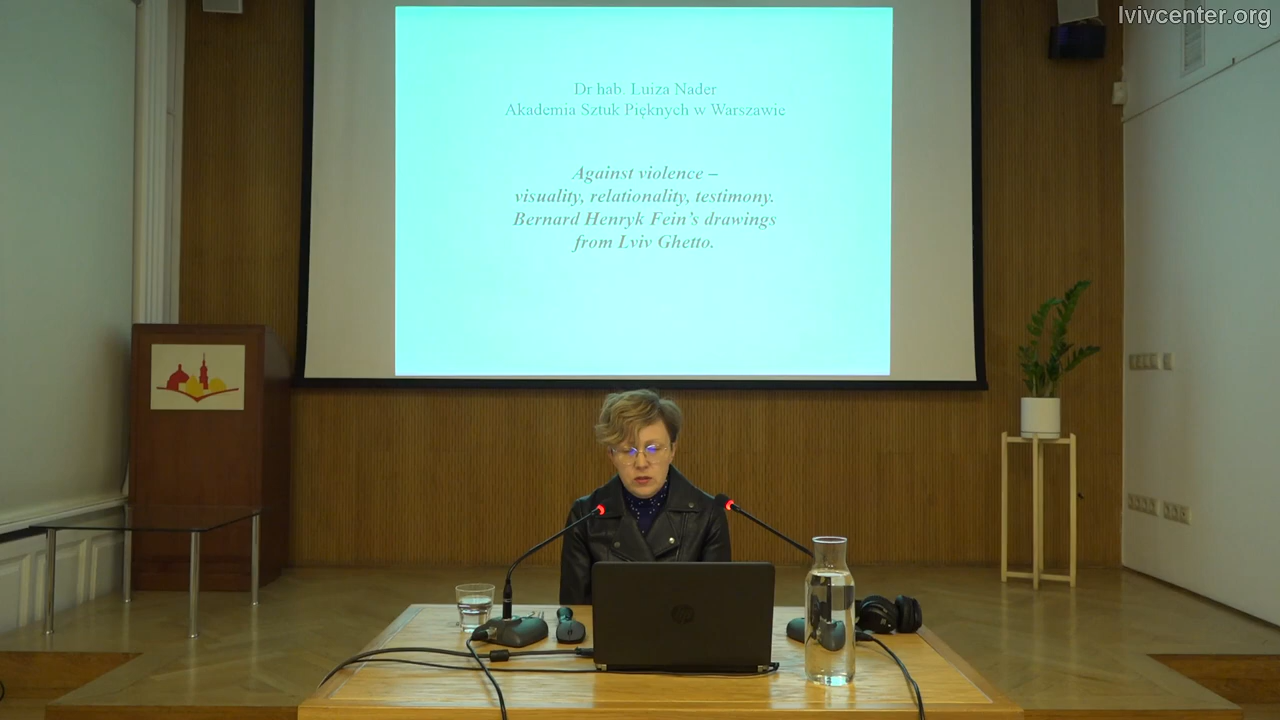 lvivcenter.org
Dr hab. Luiza Nader
Akademia Sztuk Pięknych w Warszawie
Against violence –
visuality, relationality, testimony.
Bernard Henryk Fein's drawings
from Lviv Ghetto.
hp